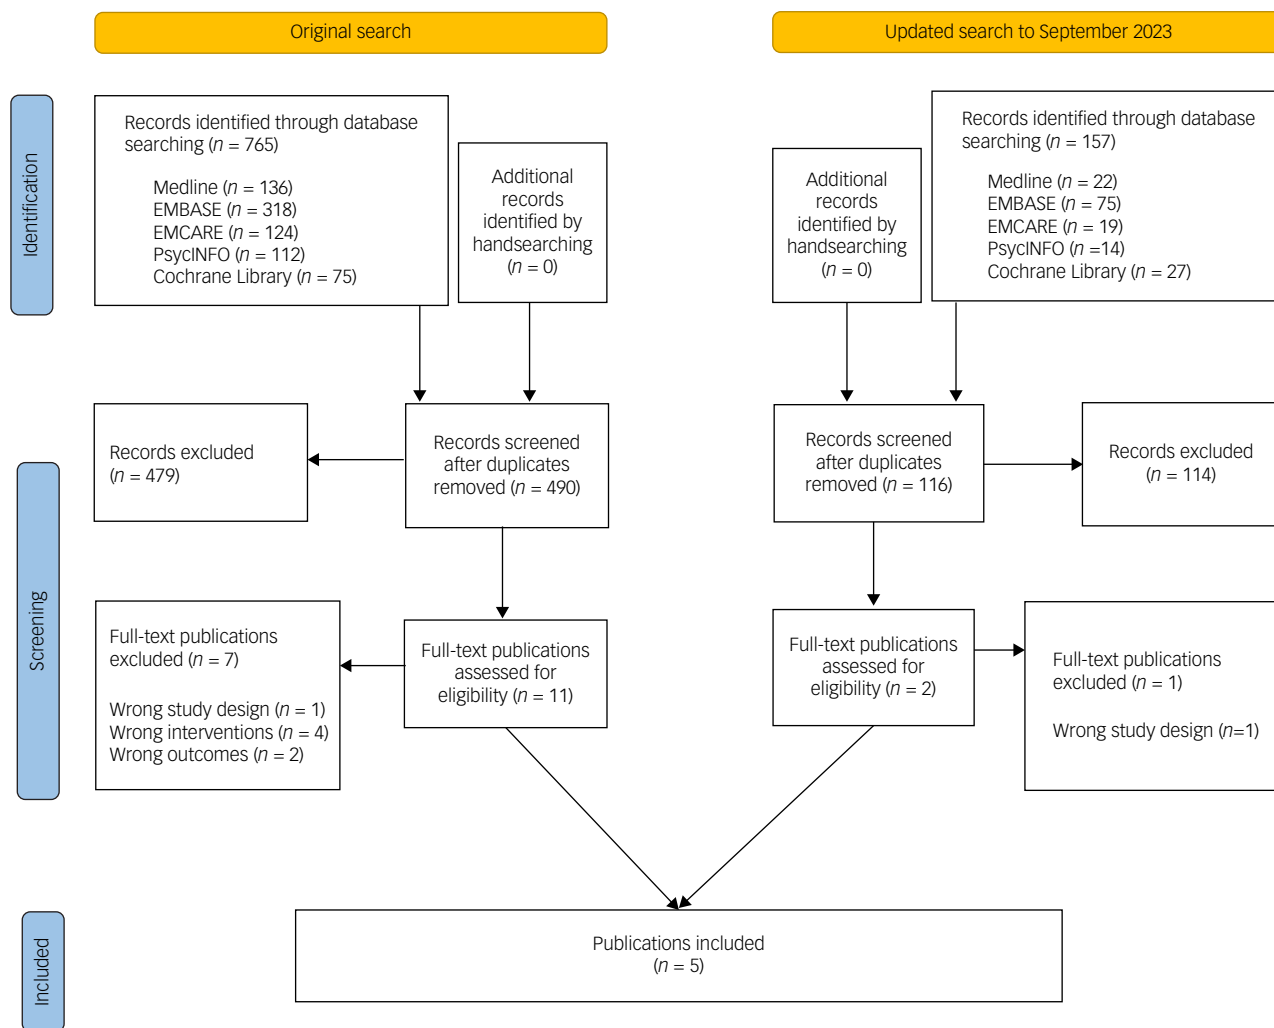 Original search
Updated search to September 2023
Identification
Records identified through database
searching (n = 765)
Medline (n = 136)
EMBASE (n = 318)
EMCARE (n = 124)
PsycINFO (n = 112)
Cochrane Library (n = 75)
Additional
records
identified by
handsearching
(n = 0)
Additional
records
identified by
handsearching
(n = 0)
Records identified through database
searching (n = 157)
Medline (n = 22)
EMBASE (n = 75)
EMCARE (n = 19)
PsycINFO (n =14)
Cochrane Library (n = 27)
Screening
Records excluded
(n = 479)
Records screened
after duplicates
removed (n = 490)
Records screened
after duplicates
removed (n = 116)
Records excluded
(n = 114)
Full-text publications
excluded (n = 7)
Wrong study design (n = 1)
Wrong interventions (n = 4)
Wrong outcomes (n = 2)
Full-text publications
assessed for
eligibility (n = 11)
Full-text publications
assessed for
eligibility (n = 2)
Full-text publications
excluded (n = 1)
Wrong study design (n=1)
Included
Publications included
(n = 5)